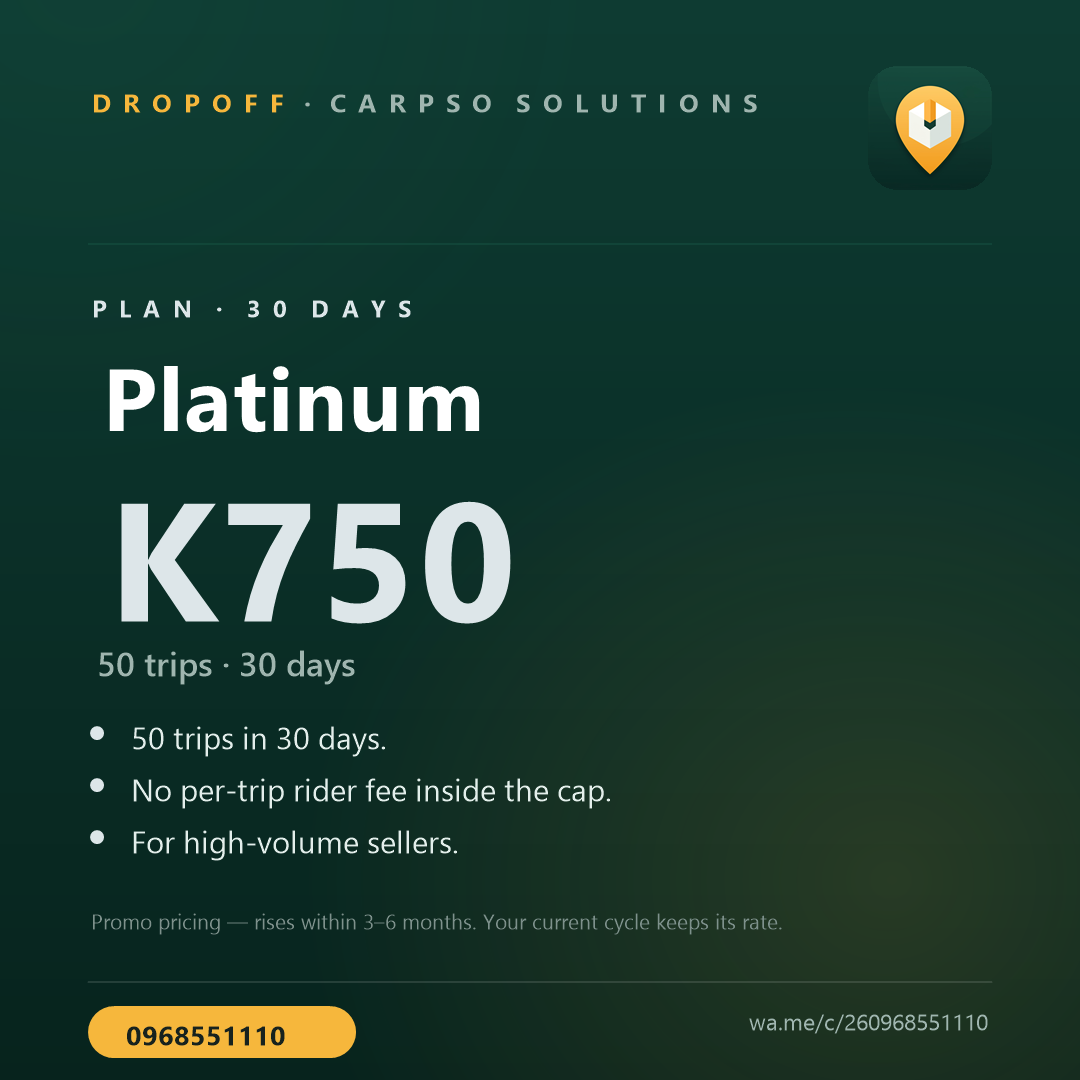 DROPOFF · CARPSO SOLUTIONS
PLAN · 30 DAYS
Platinum
K750
50 trips · 30 days
50 trips in 30 days.
No per-trip rider fee inside the cap.
For high-volume sellers.
Promo pricing — rises within 3–6 months. Your current cycle keeps its rate.
0968551110
wa.me/c/260968551110